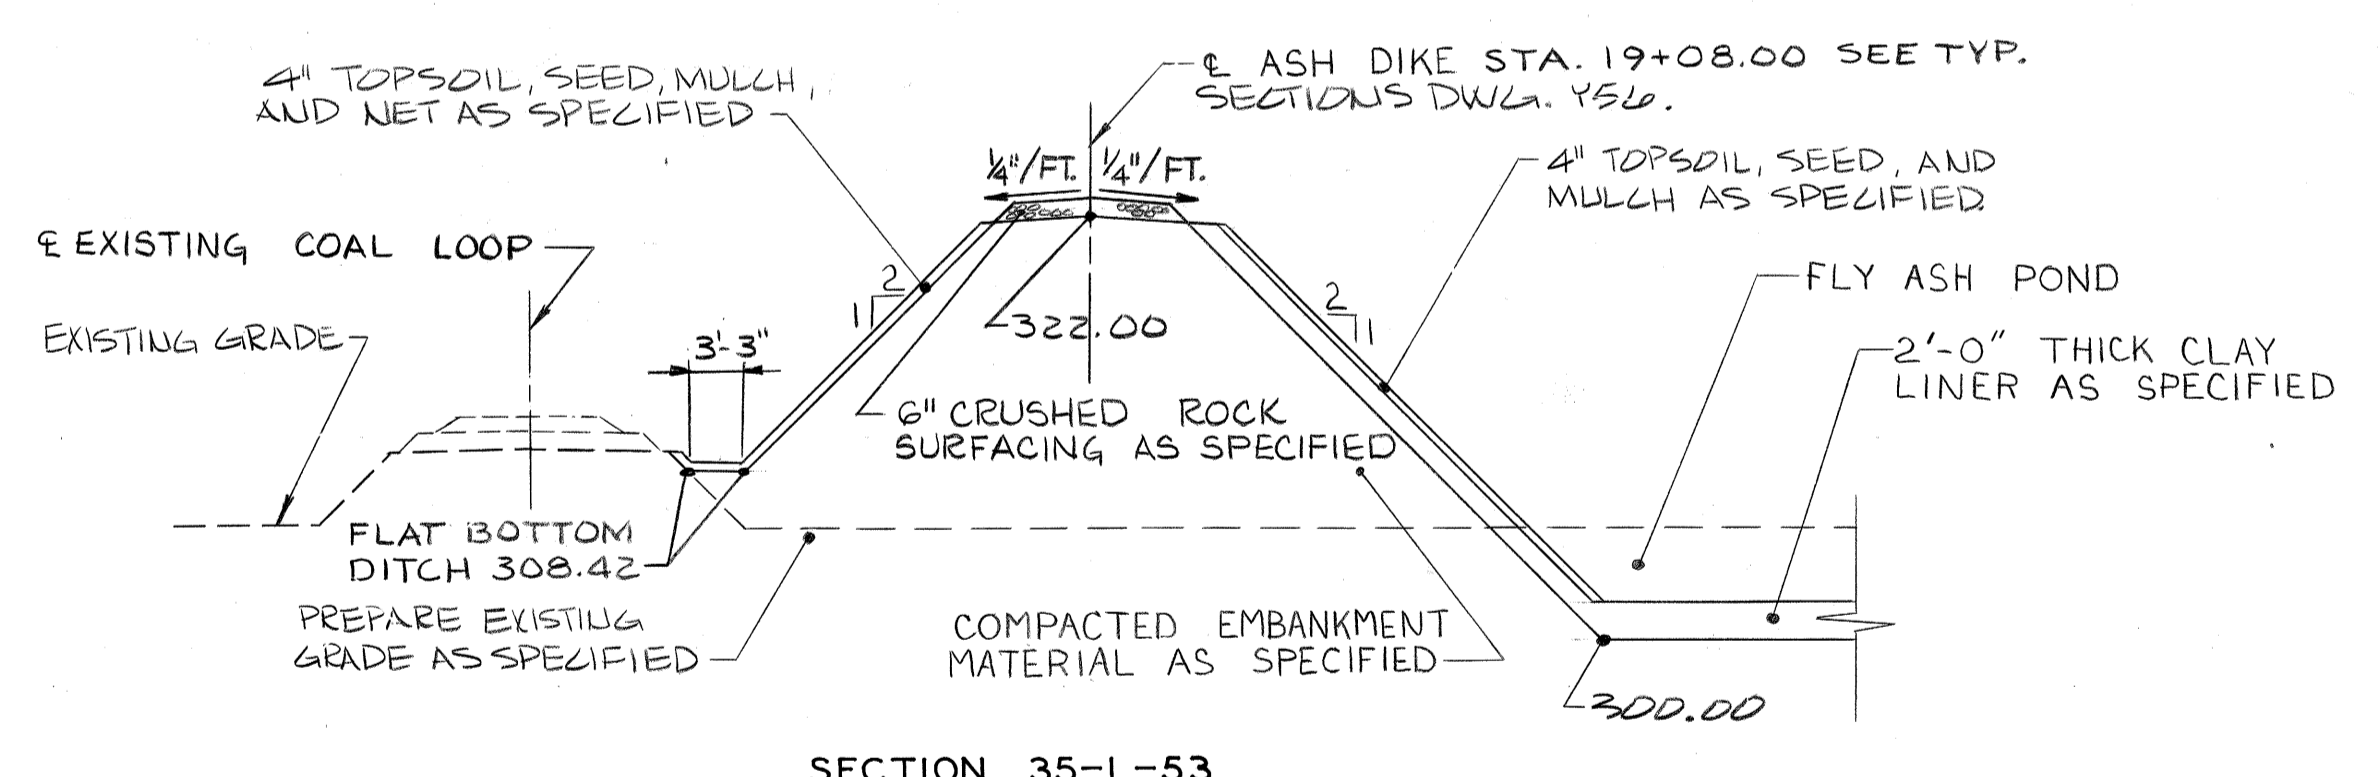 4" TOPSOIL, SEED, MULCH,
AND NET AS SPECIFIED
℄ ASH DIKE STA. 19+08.00 SEE TYP.
SECTIONS DWG. Y56.
1/4"/FT. 1/4"/FT.
4" TOPSOIL, SEED, AND
MULCH AS SPECIFIED.
℄ EXISTING COAL LOOP
EXISTING GRADE
2
1
3'-3"
322.00
2
1
FLY ASH POND
2'-0" THICK CLAY
LINER AS SPECIFIED
6" CRUSHED ROCK
SURFACING AS SPECIFIED
FLAT BOTTOM
DITCH 308.42
PREPARE EXISTING
GRADE AS SPECIFIED
COMPACTED EMBANKMENT
MATERIAL AS SPECIFIED
300.00
SECTION 35-L-53